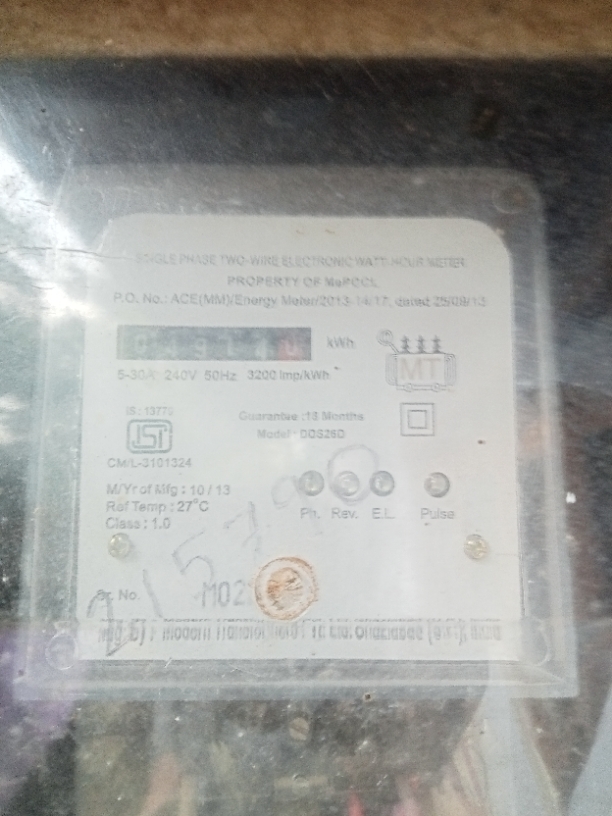 SINGLE PHASE TWO-WIRE ELECTRONIC WATT-HOUR METER
PROPERTY OF MePDCL
P.O. No.: ACE(MM)/Energy Meter/2013-14/17, dated 25/09/13
kWh
5-30A 240V 50Hz 3200 Imp/kWh
MT
IS : 13779
Guarantee :18 Months
Model : DDS26D
CM/L-3101324
M/Yr of Mfg : 10 / 13
Ref Temp : 27°C
Class : 1.0
Ph. Rev. E.L. Pulse
Sr. No. M02